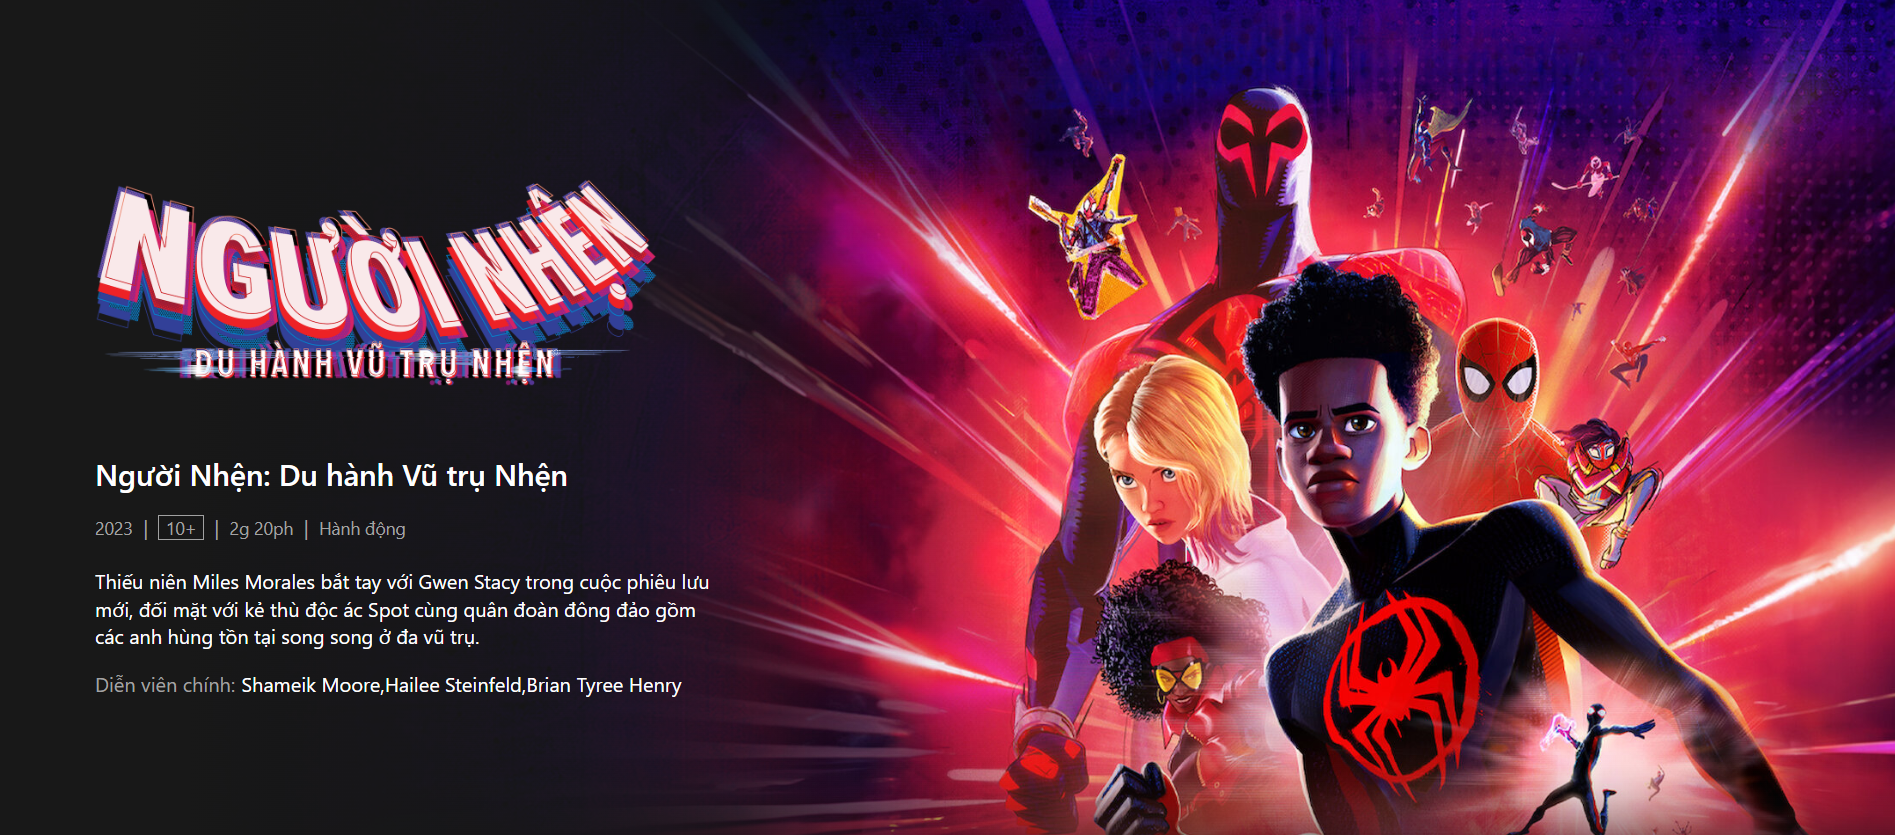 NGƯỜI NHỆN
DU HÀNH VŨ TRỤ NHỆN
Người Nhện: Du hành Vũ trụ Nhện
2023 | 10+ | 2g 20ph | Hành động
Thiếu niên Miles Morales bắt tay với Gwen Stacy trong cuộc phiêu lưu
mới, đối mặt với kẻ thù độc ác Spot cùng quân đoàn đông đảo gồm
các anh hùng tồn tại song song ở đa vũ trụ.
Diễn viên chính: Shameik Moore,Hailee Steinfeld,Brian Tyree Henry